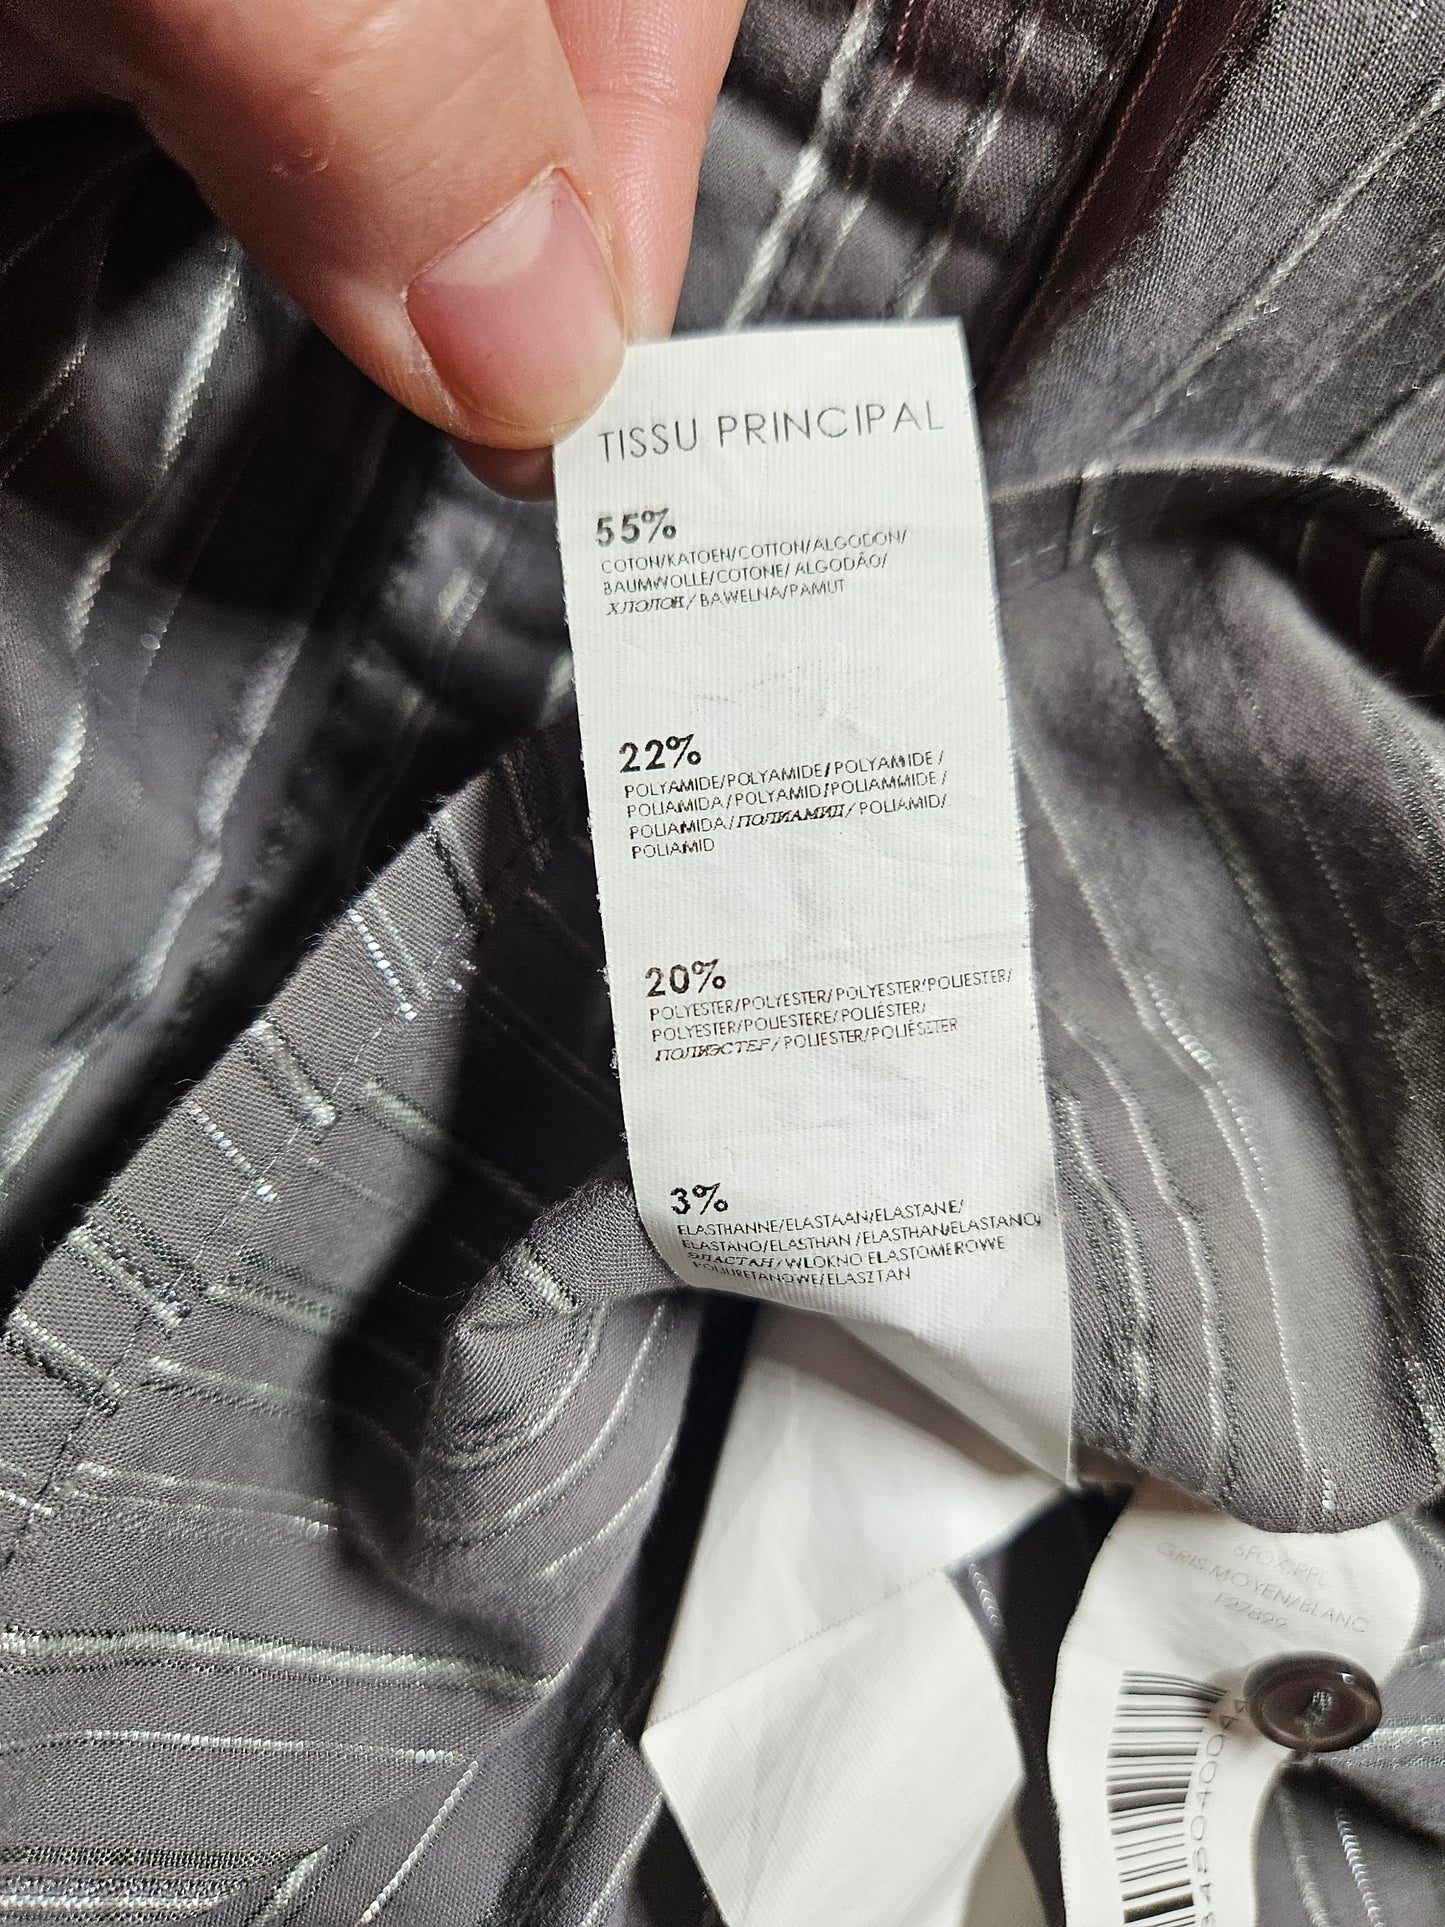 TISSU PRINCIPAL
55%
COTON/KATOEN/COTTON/ALGODON/
BAUMWOLLE/COTONE/ ALGODÃO/
ХЛОПОК/ BAWELNA/PAMUT
22%
POLYAMIDE/POLYAMIDE/ POLYAMIDE /
POLIAMIDA / POLYAMID/POLIAMMIDE /
POLIAMIDA/ ПОЛИАМИД/ POLIAMID/
POLIAMID
20%
POLYESTER/POLYESTER/ POLYESTER/POLIESTER/
POLYESTER/POLIESTERE/ POLIÉSTER/
ПОЛИЭСТЕР/ POLIESTER/POLIÉSZTER
3%
ELASTHANNE/ELASTAAN/ELASTANE/
ELASTANO/ELASTHAN /ELASTHAN/ELASTANO/
ЭЛАСТАН/ WLÓKNO ELASTOMEROWE
POLIURETANOWE/ELASZTAN
6FOX-PPL
GRIS MOYEN/BLANC